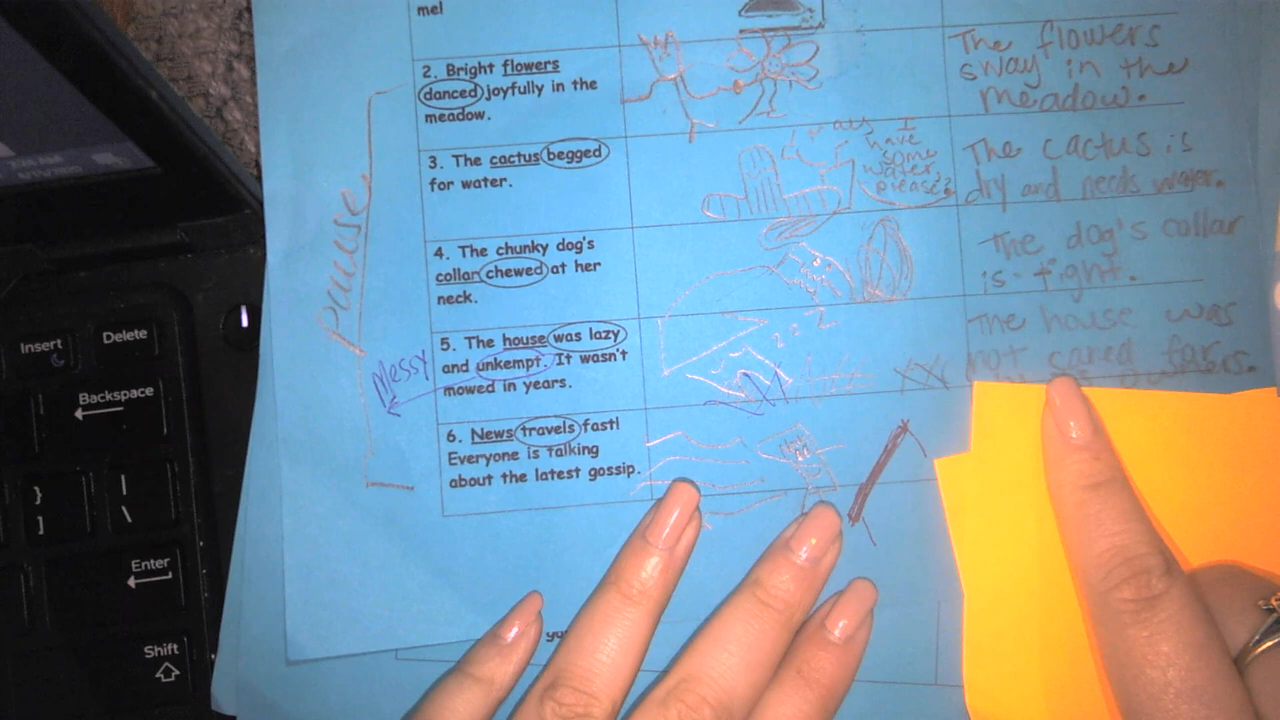 me!
2. Bright flowers
danced joyfully in the
meadow.
The flowers
sway in the
meadow.
3. The cactus begged
for water.
have
some
water,
please?
The cactus is
dry and needs water.
4. The chunky dog's
collar chewed at her
neck.
The dog's collar
is tight.
5. The house was lazy
and unkempt. It wasn't
mowed in years.
zzZ
The house was
not cared for
6. News travels fast!
Everyone is talking
about the latest gossip.
pause
Messy
Insert
Delete
Backspace
}
]
|
\
Enter
Shift